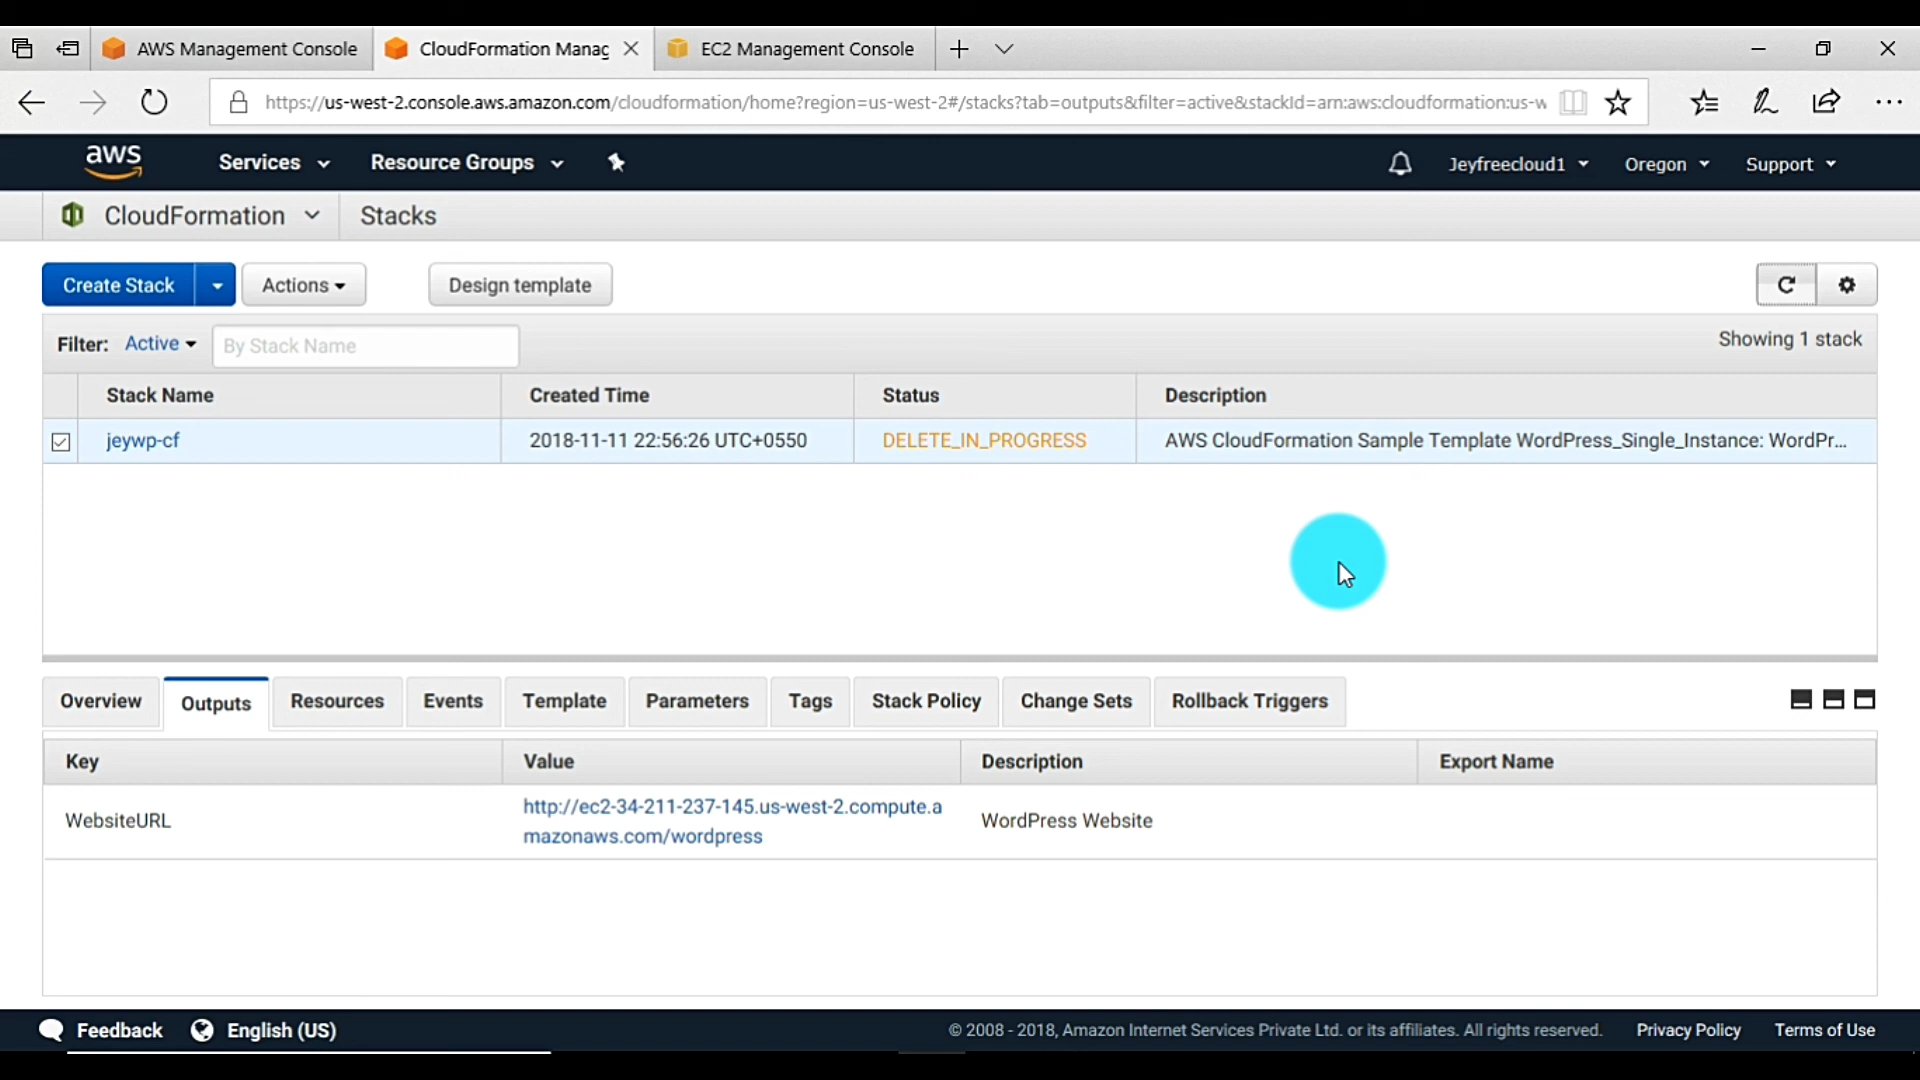 AWS Management Console
CloudFormation Manag
EC2 Management Console
https://us-west-2.console.aws.amazon.com/cloudformation/home?region=us-west-2#/stacks?tab=outputs&filter=active&stackId=arn:aws:cloudformation:us-w
aws
Services
Resource Groups
Jeyfreecloud1
Oregon
Support
CloudFormation
Stacks
Create Stack
Actions
Design template
Filter: Active
By Stack Name
Showing 1 stack
Stack Name
Created Time
Status
Description
jeywp-cf
2018-11-11 22:56:26 UTC+0550
DELETE_IN_PROGRESS
AWS CloudFormation Sample Template WordPress_Single_Instance: WordPr...
Overview
Outputs
Resources
Events
Template
Parameters
Tags
Stack Policy
Change Sets
Rollback Triggers
Key
Value
Description
Export Name
WebsiteURL
http://ec2-34-211-237-145.us-west-2.compute.a
mazonaws.com/wordpress
WordPress Website
Feedback
English (US)
© 2008 - 2018, Amazon Internet Services Private Ltd. or its affiliates. All rights reserved.
Privacy Policy
Terms of Use